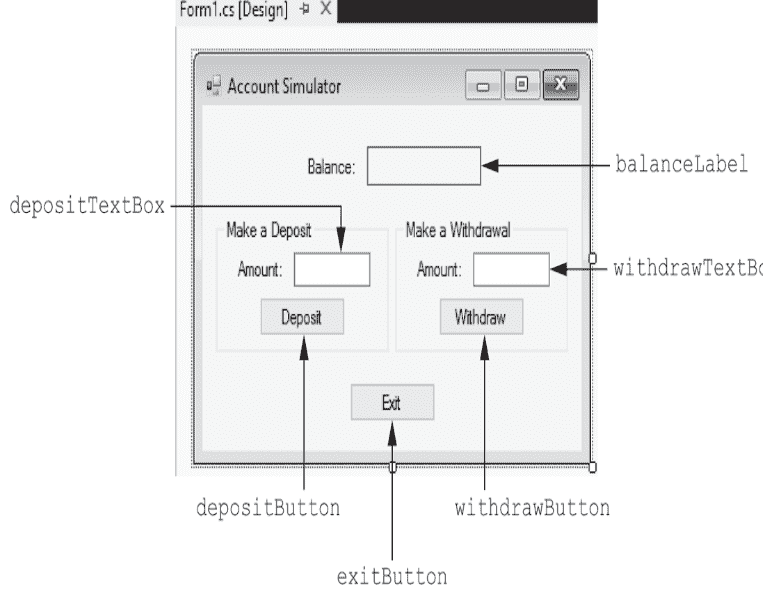 Form1.cs [Design]
Account Simulator
Balance:
balanceLabel
depositTextBox
Make a Deposit
Make a Withdrawal
Amount:
Amount:
withdrawTextBo
Deposit
Withdraw
Exit
depositButton
withdrawButton
exitButton